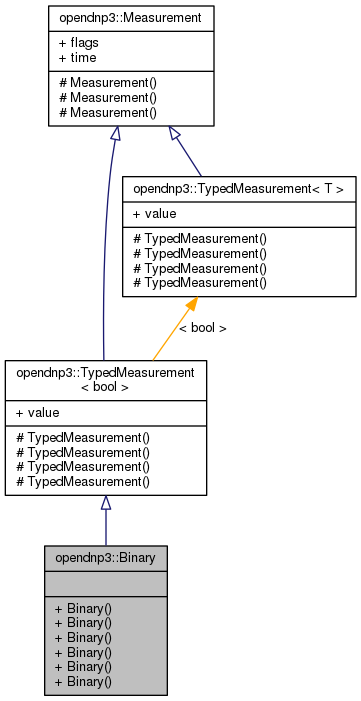 opendnp3::Measurement
+ flags
+ time
# Measurement()
# Measurement()
# Measurement()
opendnp3::TypedMeasurement< T >
+ value
# TypedMeasurement()
# TypedMeasurement()
# TypedMeasurement()
# TypedMeasurement()
< bool >
opendnp3::TypedMeasurement
< bool >
+ value
# TypedMeasurement()
# TypedMeasurement()
# TypedMeasurement()
# TypedMeasurement()
opendnp3::Binary
+ Binary()
+ Binary()
+ Binary()
+ Binary()
+ Binary()
+ Binary()